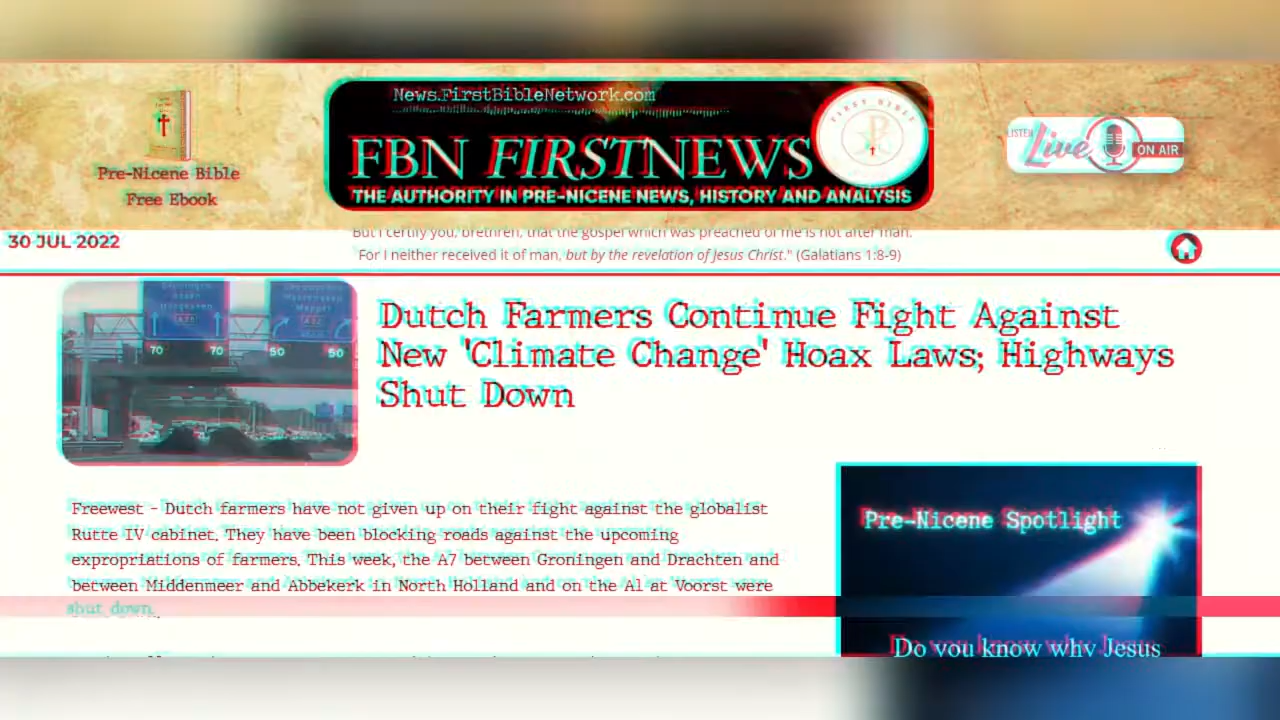 News.FirstBibleNetwork.com
FBN FIRSTNEWS
THE AUTHORITY IN PRE-NICENE NEWS, HISTORY AND ANALYSIS
FIRST BIBLE
Pre-Nicene Bible
Free Ebook
LISTEN
Live
ON AIR
30 JUL 2022
But I certify you, brethren, that the gospel which was preached of me is not after man.
For I neither received it of man, but by the revelation of Jesus Christ." (Galatians 1:8-9)
70 70 50 50
Dutch Farmers Continue Fight Against
New 'Climate Change' Hoax Laws; Highways
Shut Down
Freewest - Dutch farmers have not given up on their fight against the globalist
Rutte IV cabinet. They have been blocking roads against the upcoming
expropriations of farmers. This week, the A7 between Groningen and Drachten and
between Middenmeer and Abbekerk in North Holland and on the A1 at Voorst were
shut down.
Pre-Nicene Spotlight
Do you know why Jesus